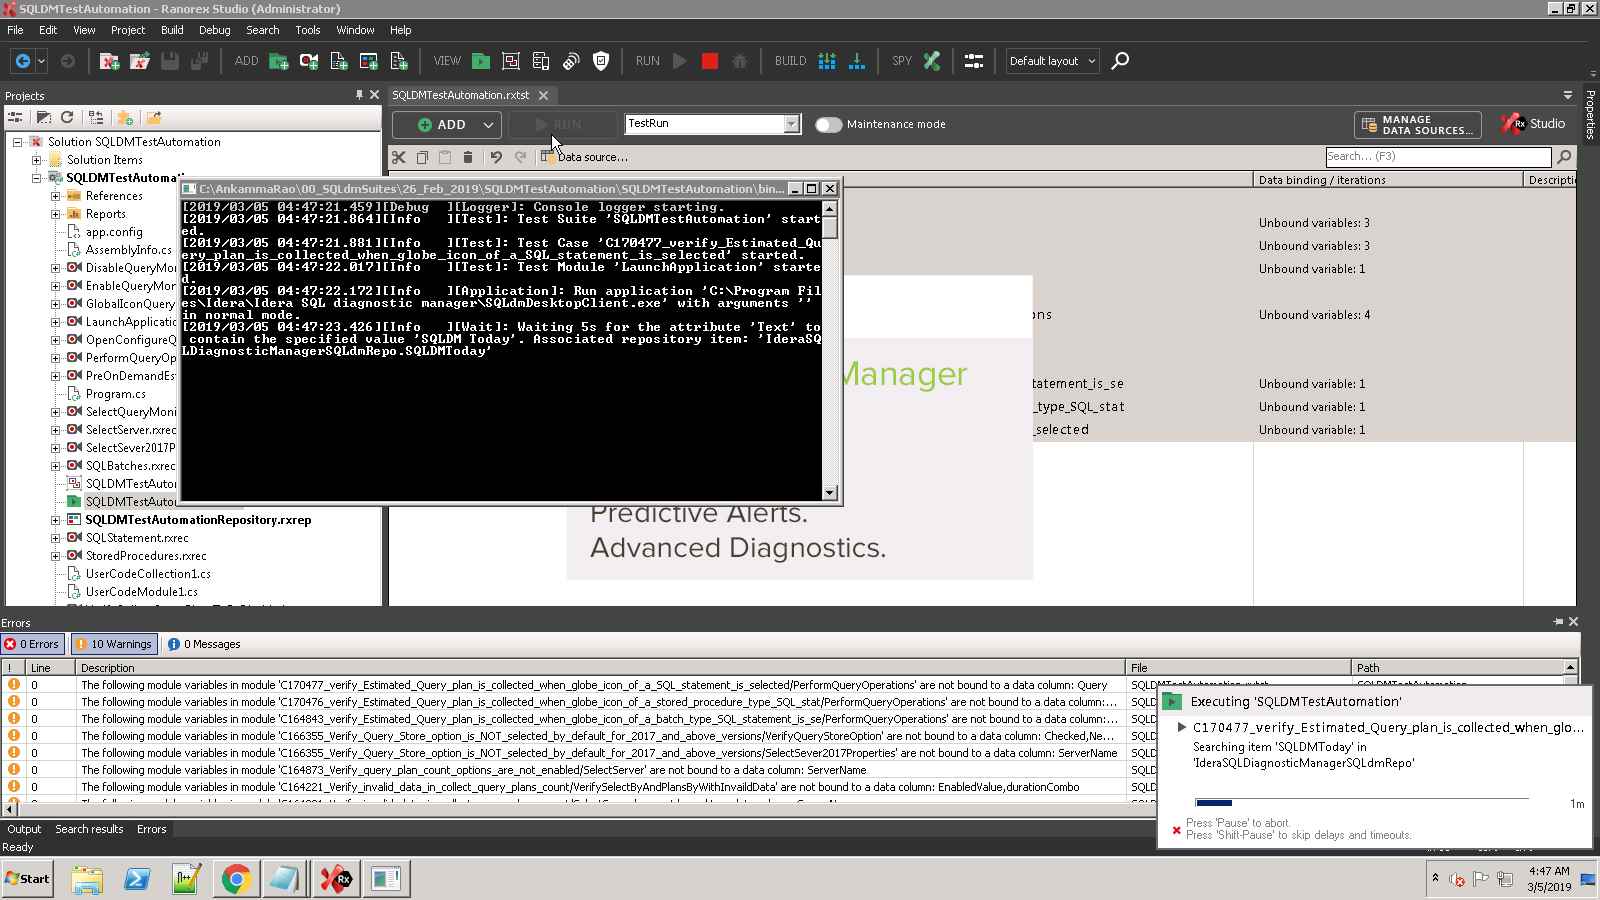 SQLDMTestAutomation - Ranorex Studio (Administrator)
File Edit View Project Build Debug Search Tools Window Help
ADD VIEW RUN BUILD SPY Default layout
Projects
SQLDMTestAutomation.rxtst
Properties
ADD RUN TestRun Maintenance mode MANAGE DATA SOURCES... Rx Studio
Data source... Search... (F3)
Data binding / iterations Descripti
Solution SQLDMTestAutomation
Solution Items
SQLDMTestAutomat
References
Reports
app.config
AssemblyInfo.cs
DisableQueryMon
EnableQueryMon
GlobalIconQuery
LaunchApplicatio
OpenConfigureQ
PerformQueryOp
PreOnDemandEst
Program.cs
SelectQueryMoni
SelectServer.rxrec
SelectSever2017P
SQLBatches.rxrec
SQLDMTestAuto
SQLDMTestAuto
SQLDMTestAutomationRepository.rxrep
SQLStatement.rxrec
StoredProcedures.rxrec
UserCodeCollection1.cs
UserCodeModule1.cs
C:\AnkammaRao\00_SQLdmSuites\26_Feb_2019\SQLDMTestAutomation\SQLDMTestAutomation\bin...
[2019/03/05 04:47:21.459][Debug  ][Logger]: Console logger starting.
[2019/03/05 04:47:21.864][Info   ][Test]: Test Suite 'SQLDMTestAutomation' start
ed.
[2019/03/05 04:47:21.881][Info   ][Test]: Test Case 'C170477_verify_Estimated_Qu
ery_plan_is_collected_when_globe_icon_of_a_SQL_statement_is_selected' started.
[2019/03/05 04:47:22.017][Info   ][Test]: Test Module 'LaunchApplication' starte
d.
[2019/03/05 04:47:22.172][Info   ][Application]: Run application 'C:\Program Fil
es\Idera\Idera SQL diagnostic manager\SQLdmDesktopClient.exe' with arguments ''
in normal mode.
[2019/03/05 04:47:23.426][Info   ][Wait]: Waiting 5s for the attribute 'Text' to
contain the specified value 'SQLDM Today'. Associated repository item: 'IderaSQ
LDiagnosticManagerSQLdmRepo.SQLDMToday'
Unbound variables: 3
Unbound variables: 3
Unbound variable: 1
ons Unbound variables: 4
tatement_is_se Unbound variable: 1
_type_SQL_stat Unbound variable: 1
_selected Unbound variable: 1
Manager
Predictive Alerts.
Advanced Diagnostics.
Errors
0 Errors 10 Warnings 0 Messages
! Line Description File Path
0 The following module variables in module 'C170477_verify_Estimated_Query_plan_is_collected_when_globe_icon_of_a_SQL_statement_is_selected/PerformQueryOperations' are not bound to a data column: Query SQLDMTestAutomation.rxtst SQLDMTestAutomation
0 The following module variables in module 'C170476_verify_Estimated_Query_plan_is_collected_when_globe_icon_of_a_stored_procedure_type_SQL_stat/PerformQueryOperations' are not bound to a data column:... SQLD
0 The following module variables in module 'C164843_verify_Estimated_Query_plan_is_collected_when_globe_icon_of_a_batch_type_SQL_statement_is_se/PerformQueryOperations' are not bound to a data column: Query SQLD
0 The following module variables in module 'C166355_Verify_Query_Store_option_is_NOT_selected_by_default_for_2017_and_above_versions/VerifyQueryStoreOption' are not bound to a data column: Checked,Ne... SQLD
0 The following module variables in module 'C166355_Verify_Query_Store_option_is_NOT_selected_by_default_for_2017_and_above_versions/SelectSever2017Properties' are not bound to a data column: ServerName SQLD
0 The following module variables in module 'C164873_Verify_query_plan_count_options_are_not_enabled/SelectServer' are not bound to a data column: ServerName SQLD
0 The following module variables in module 'C164221_Verify_invalid_data_in_collect_query_plans_count/VerifySelectByAndPlansByWithInvaildData' are not bound to a data column: EnabledValue,durationCombo SQLD
Executing 'SQLDMTestAutomation'
C170477_verify_Estimated_Query_plan_is_collected_when_glo...
Searching item 'SQLDMToday' in
'IderaSQLDiagnosticManagerSQLdmRepo'
1m
Press 'Pause' to abort.
Press 'Shift-Pause' to skip delays and timeouts.
Output Search results Errors
Ready
Start
Rx
4:47 AM
3/5/2019